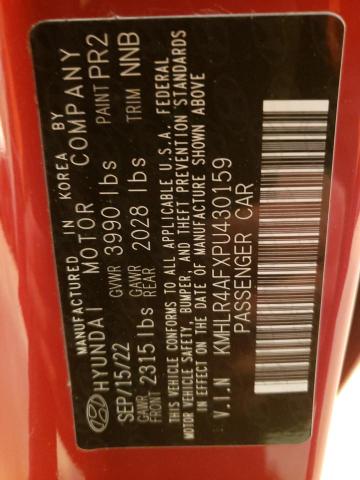 MANUFACTURED IN KOREA BY
HYUNDAI MOTOR COMPANY
SEP/15/22 GVWR 3990 lbs PAINT PR2
GAWR FRONT 2315 lbs GAWR REAR 2028 lbs TRIM NNB
THIS VEHICLE CONFORMS TO ALL APPLICABLE U.S.A. FEDERAL
MOTOR VEHICLE SAFETY, BUMPER, AND THEFT PREVENTION STANDARDS
IN EFFECT ON THE DATE OF MANUFACTURE SHOWN ABOVE
V.I.N KMHLR4AFXPU430159
PASSENGER CAR